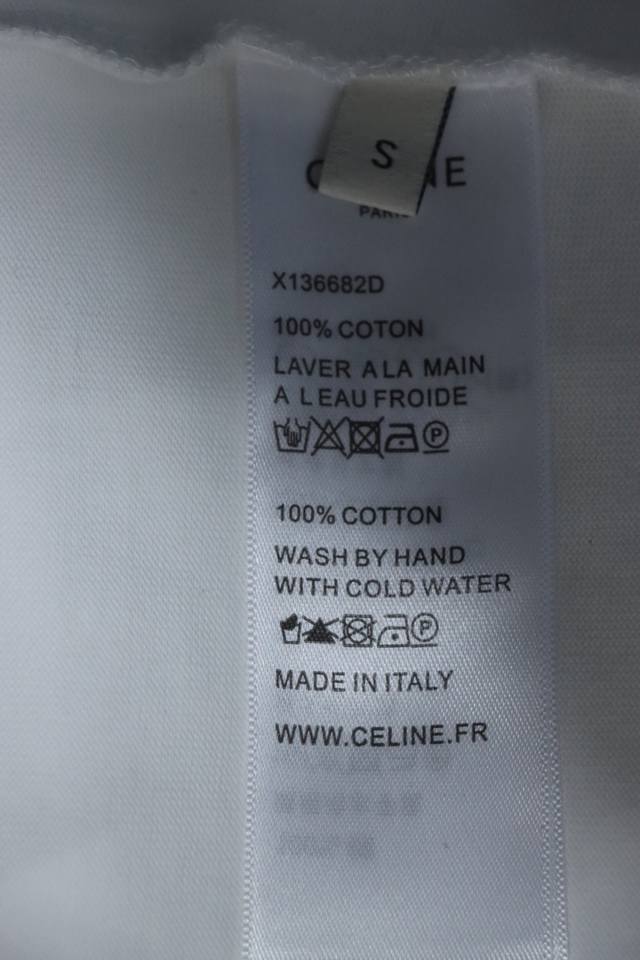 S
PARIS
X136682D
100% COTON
LAVER A LA MAIN
A L EAU FROIDE
P
100% COTTON
WASH BY HAND
WITH COLD WATER
P
MADE IN ITALY
WWW.CELINE.FR